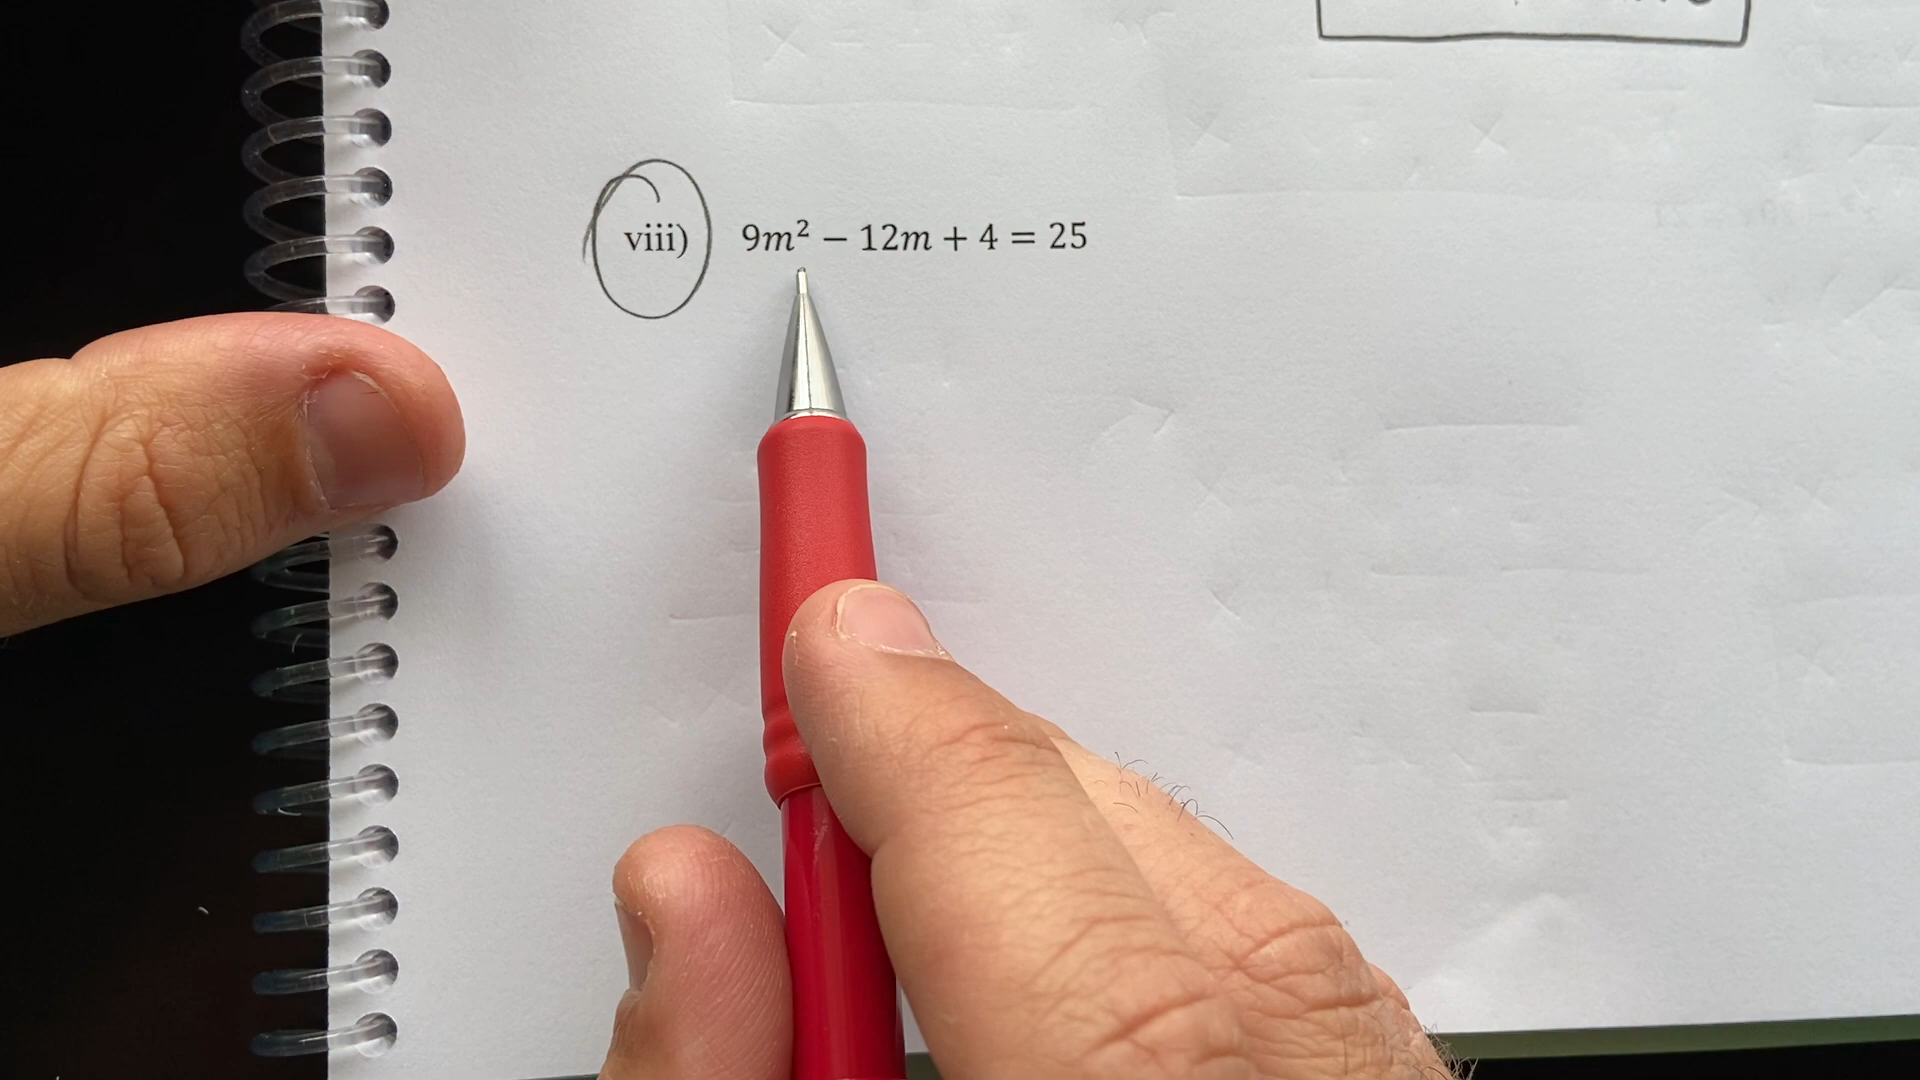 viii) 9m² − 12m + 4 = 25